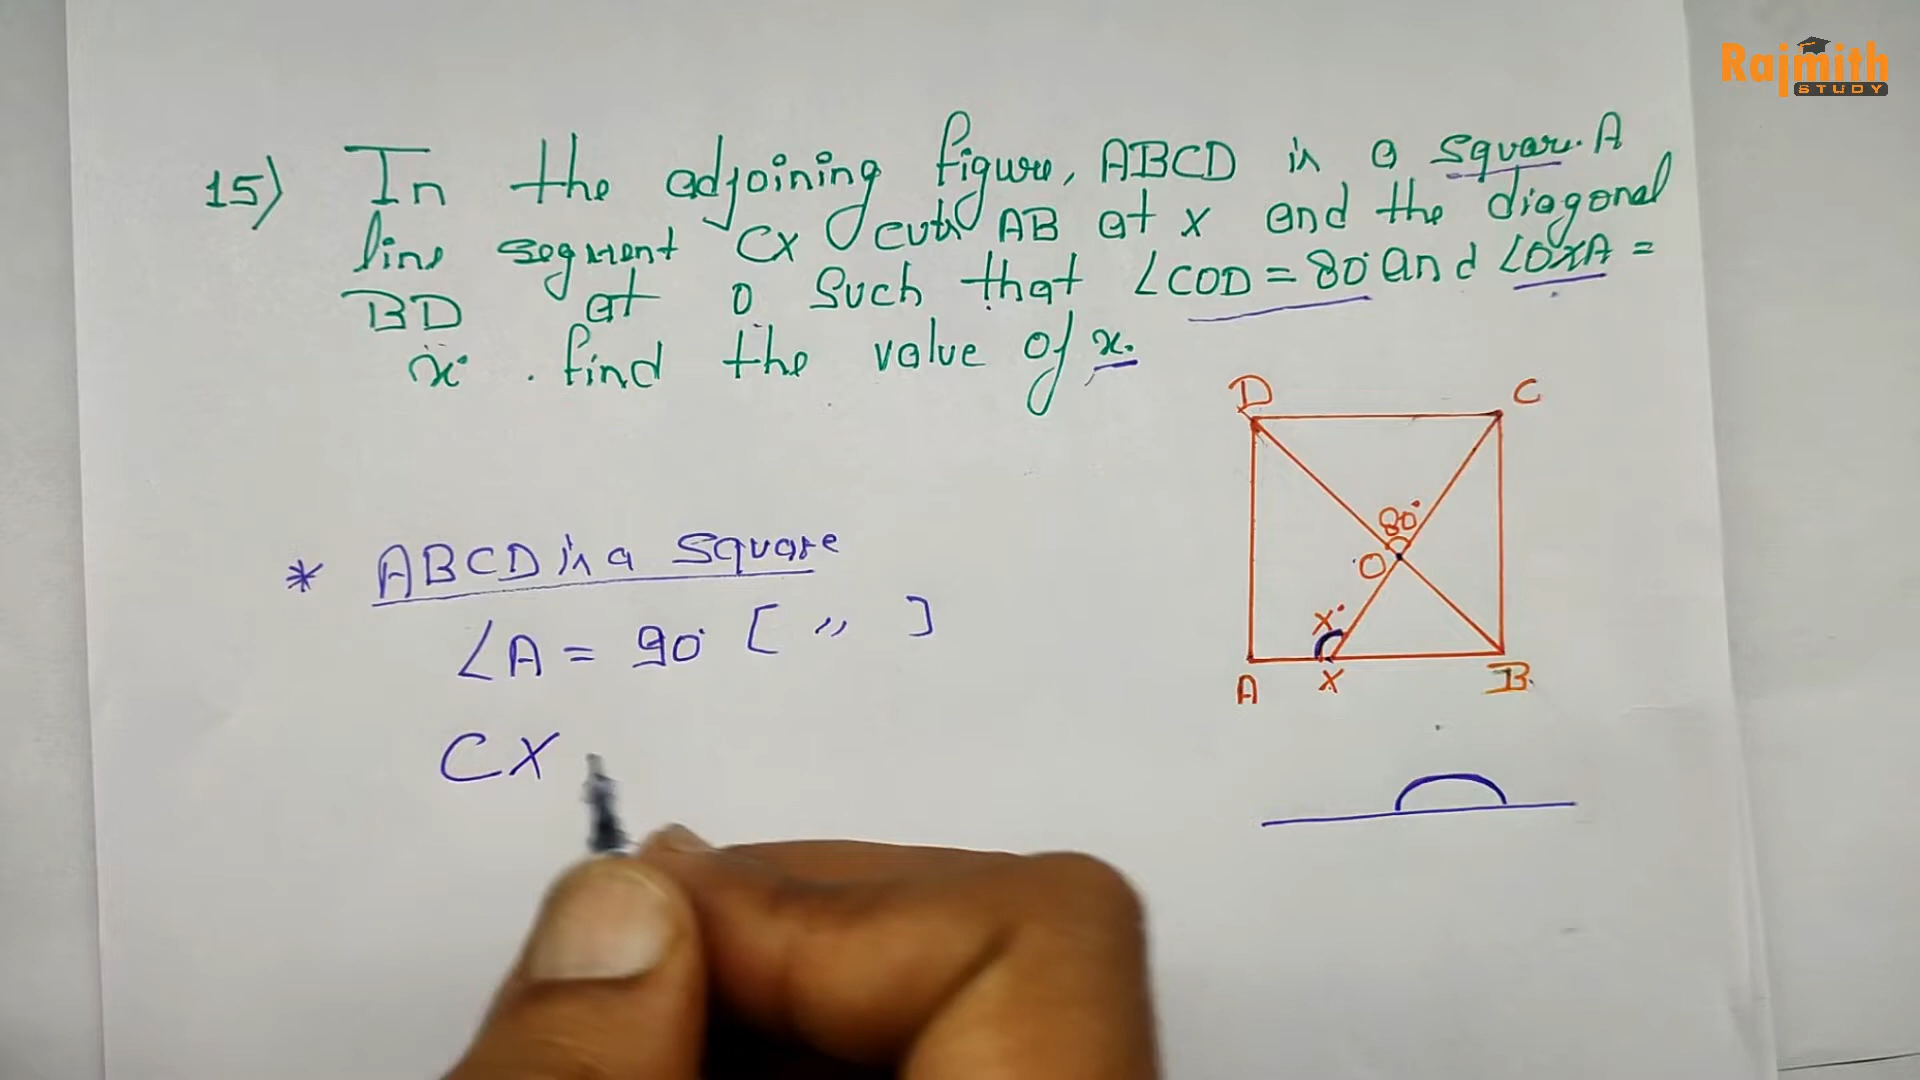 Rajmith
STUDY
15) In the adjoining figure, ABCD is a square. A
line segment CX cuts AB at X and the diagonal
BD at O such that ∠COD = 80° and ∠OXA =
x°. find the value of x.
D C
80°
O
x°
A X B
* ABCD is a square
∠A = 90° [ ,, ]
CX